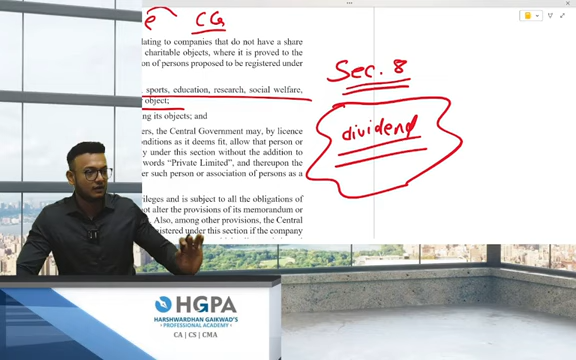 e CG
lating to companies that do not have a share
charitable objects, where it is proved to the
on of persons proposed to be registered under
Sec. 8
sports, education, research, social welfare,
object;
ing its objects; and
dividend
ers, the Central Government may, by licence
onditions as it deems fit, allow that person or
y under this section without the addition to
words “Private Limited”, and thereupon the
er such person or association of persons as a
vileges and is subject to all the obligations of
not alter the provisions of its memorandum or
. Also, among other provisions, the Central
egistered under this section if the company
HGPA
HARSHWARDHAN GAIKWAD'S
PROFESSIONAL ACADEMY
CA | CS | CMA